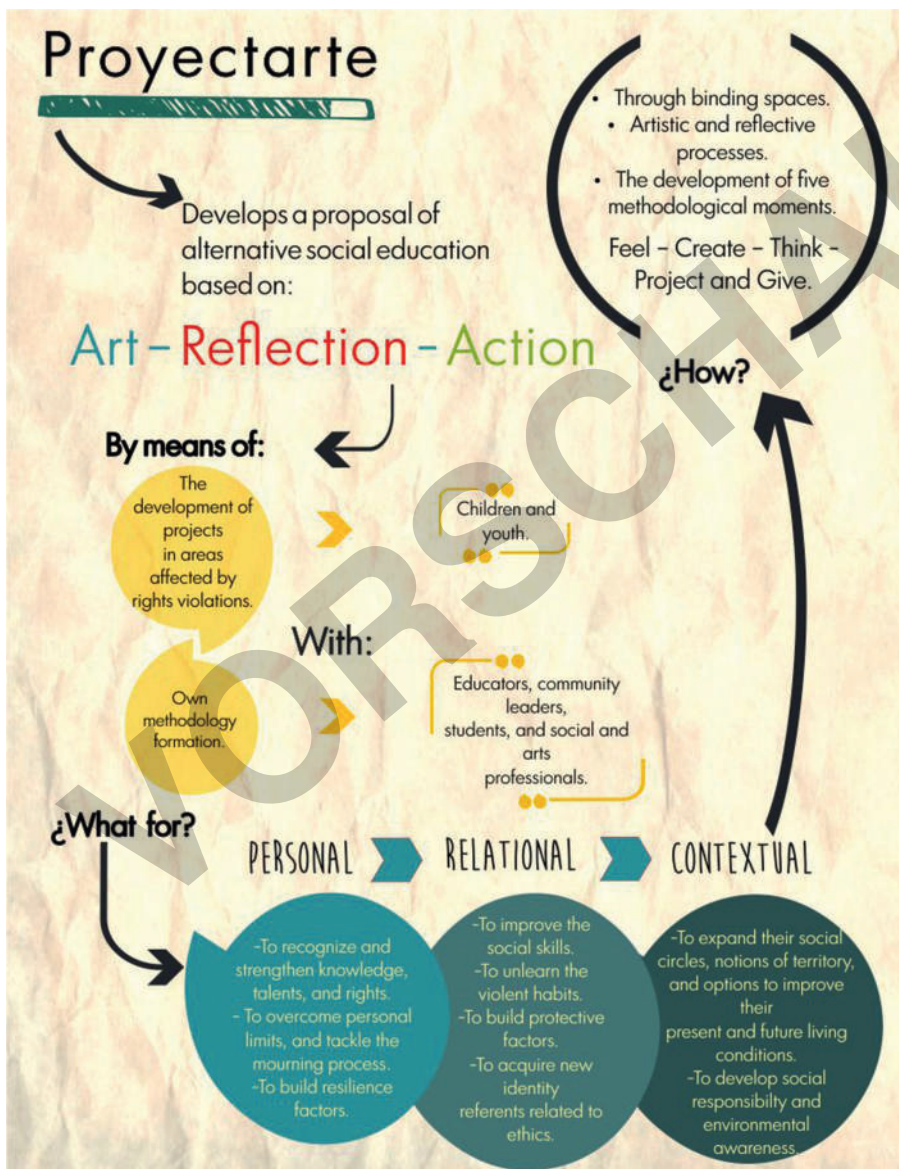 Proyectarte
Develops a proposal of
alternative social education
based on:
Art – Reflection – Action
By means of:
The
development of
projects
in areas
affected by
rights violations.
Children and
youth.
With:
Own
methodology
formation.
Educators, community
leaders,
students, and social and
arts
professionals.
¿What for?
PERSONAL
RELATIONAL
CONTEXTUAL
-To recognize and
strengthen knowledge,
talents, and rights.
- To overcome personal
limits, and tackle the
mourning process.
-To build resilience
factors.
-To improve the
social skills.
-To unlearn the
violent habits.
-To build protective
factors.
-To acquire new
identity
referents related to
ethics.
-To expand their social
circles, notions of territory,
and options to improve
their
present and future living
conditions.
-To develop social
responsibilty and
environmental
awareness.
¿How?
• Through binding spaces.
• Artistic and reflective
processes.
• The development of five
methodological moments.
Feel – Create – Think –
Project and Give.
VORSCHA